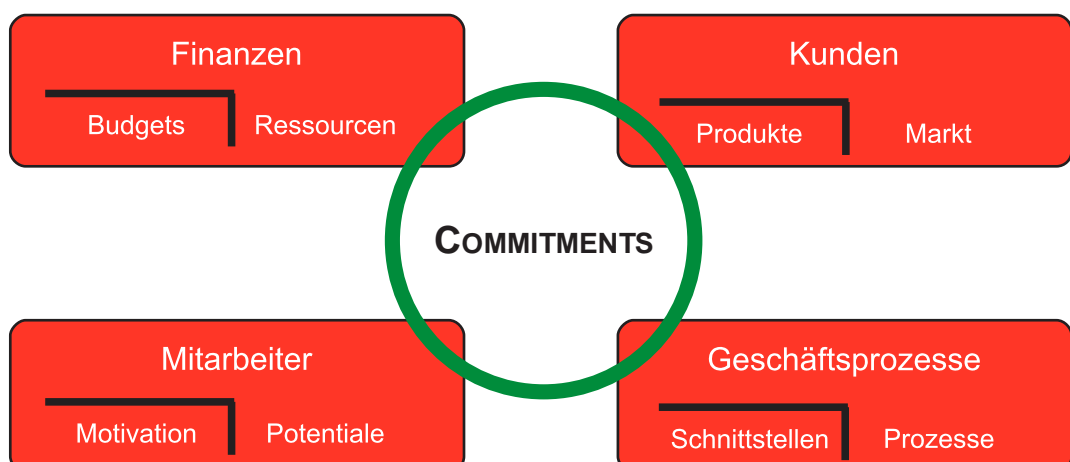 Finanzen
Budgets Ressourcen
Kunden
Produkte Markt
COMMITMENTS
Mitarbeiter
Motivation Potentiale
Geschäftsprozesse
Schnittstellen Prozesse